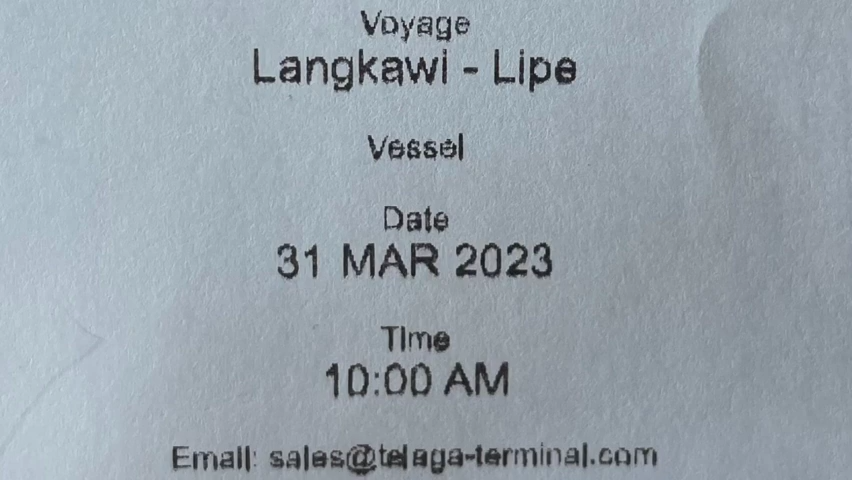 Voyage
Langkawi - Lipe
Vessel
Date
31 MAR 2023
Time
10:00 AM
Email: sales@telaga-terminal.com